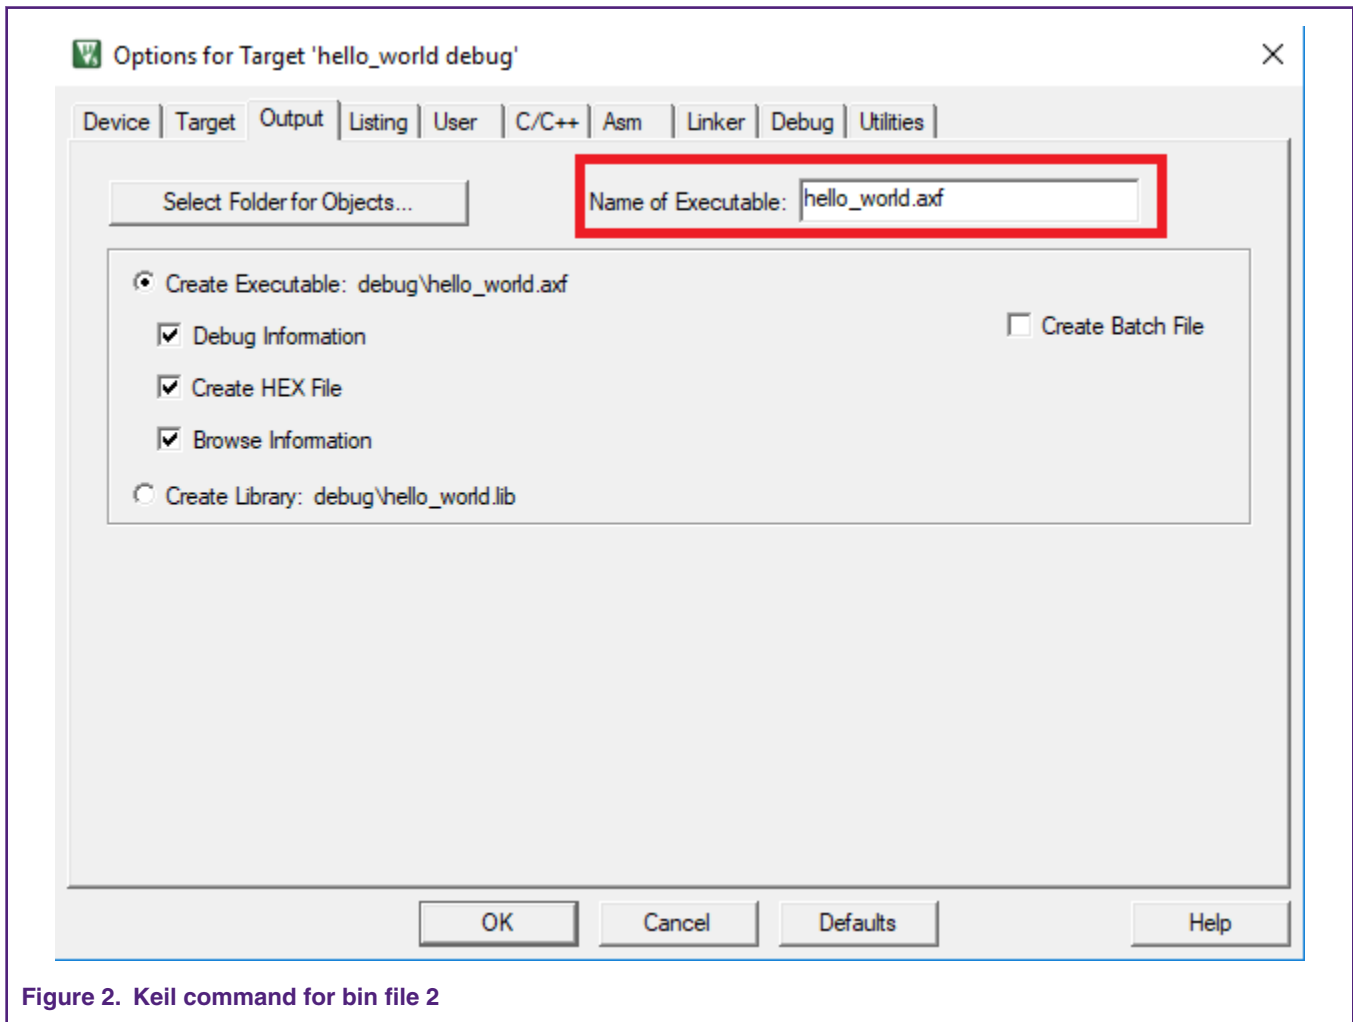 Options for Target 'hello_world debug'
Device Target Output Listing User C/C++ Asm Linker Debug Utilities
Select Folder for Objects... Name of Executable: hello_world.axf
Create Executable: debug\hello_world.axf
Debug Information Create Batch File
Create HEX File
Browse Information
Create Library: debug\hello_world.lib
OK Cancel Defaults Help
Figure 2. Keil command for bin file 2